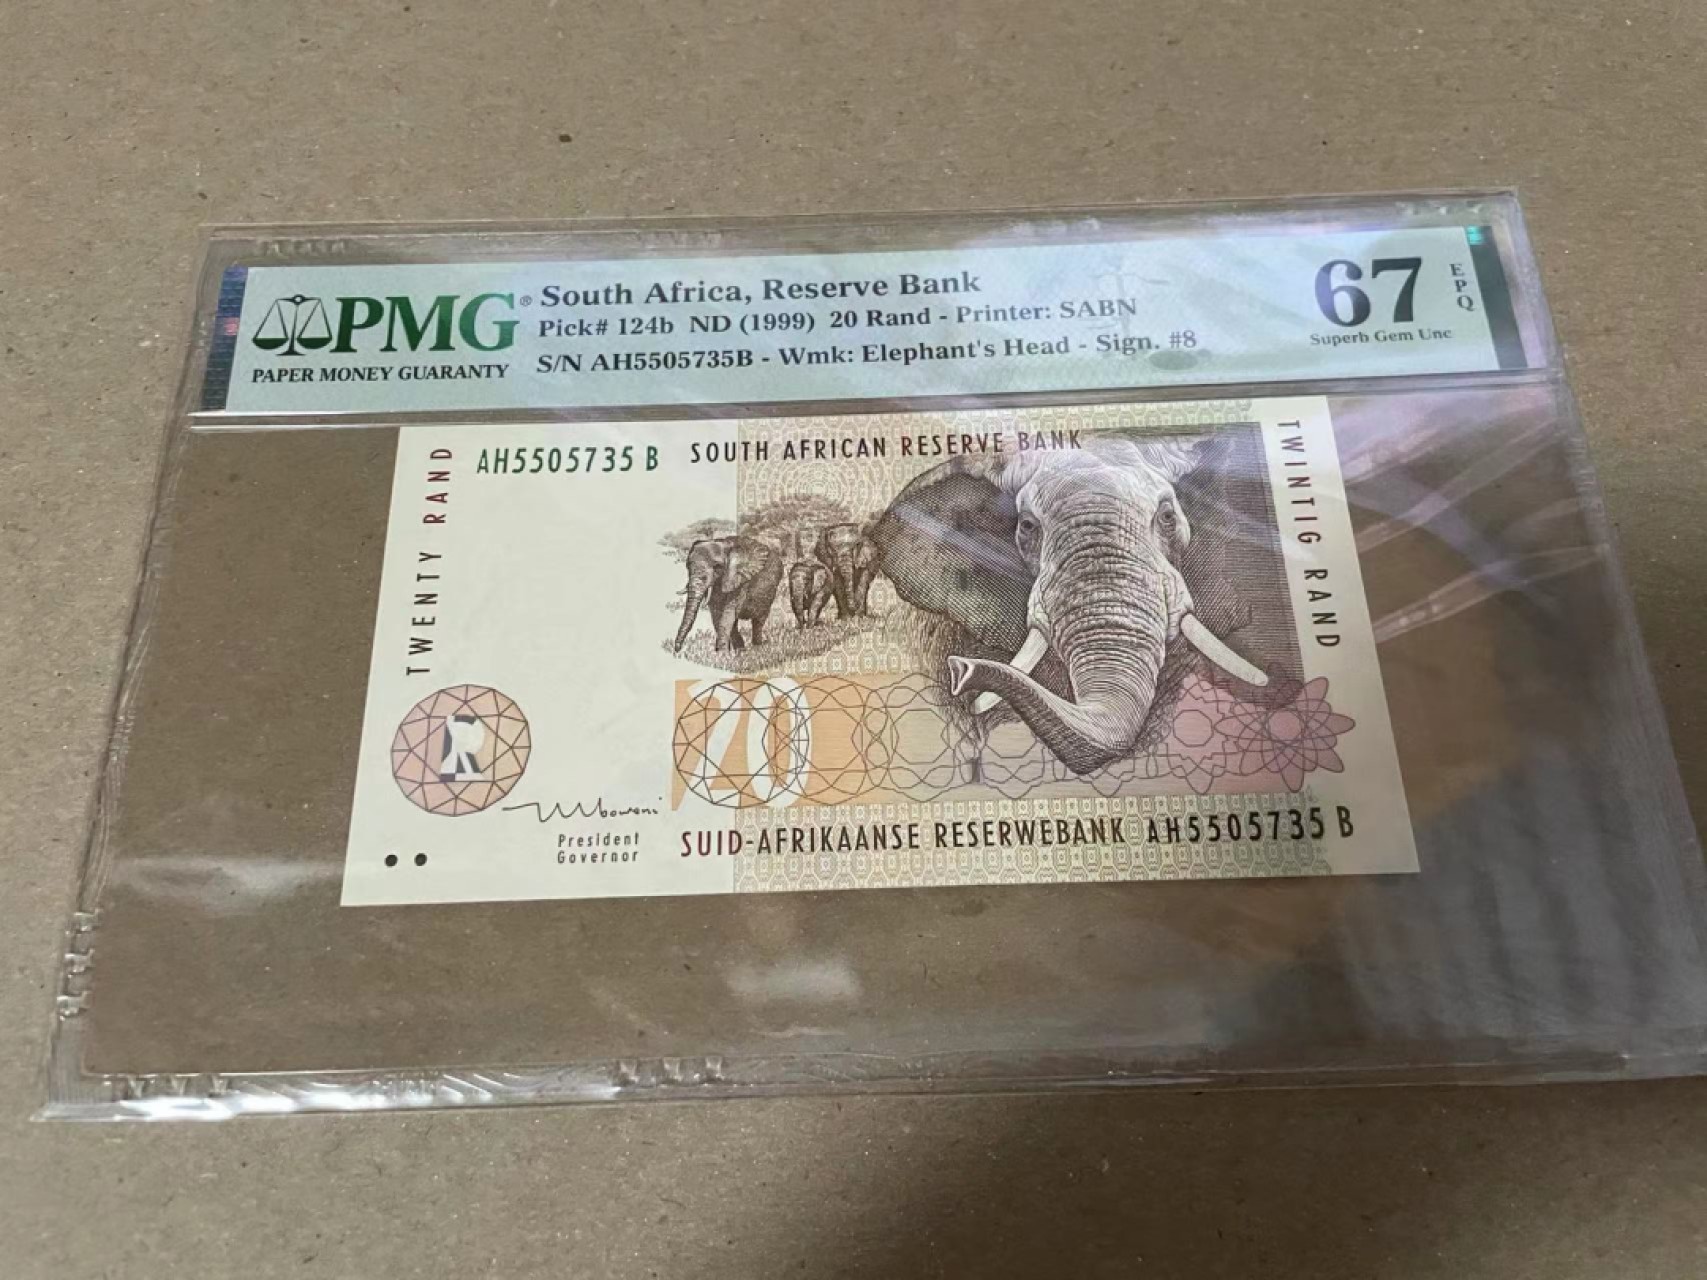 PMG®
PAPER MONEY GUARANTY
South Africa, Reserve Bank
Pick# 124b ND (1999) 20 Rand - Printer: SABN
S/N AH5505735B - Wmk: Elephant's Head - Sign. #8
67
EPQ
Superb Gem Unc
TWENTY RAND
AH5505735 B
SOUTH AFRICAN RESERVE BANK
TWINTIG RAND
R
20
Mboweni
President
Governor
SUID-AFRIKAANSE RESERWEBANK
AH5505735 B